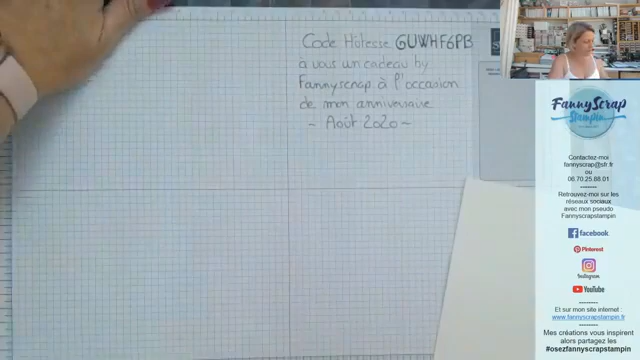 Code Hôtesse GUWHF6PB
à vous un cadeau by
Fannyscrap à l'occasion
de mon anniversaire
~ Août 2020 ~
FannyScrap
Stampin
Contactez-moi
fannyscrap@sfr.fr
ou
06.70.25.68.01
-------
Retrouvez-moi sur les
réseaux sociaux
avec mon pseudo
Fannyscrapstampin
facebook
Pinterest
Instagram
YouTube
--------
Et sur mon site internet :
www.fannyscrapstampin.fr
--------
Mes créations vous inspirent
alors partagez les
#osezfannyscrapstampin